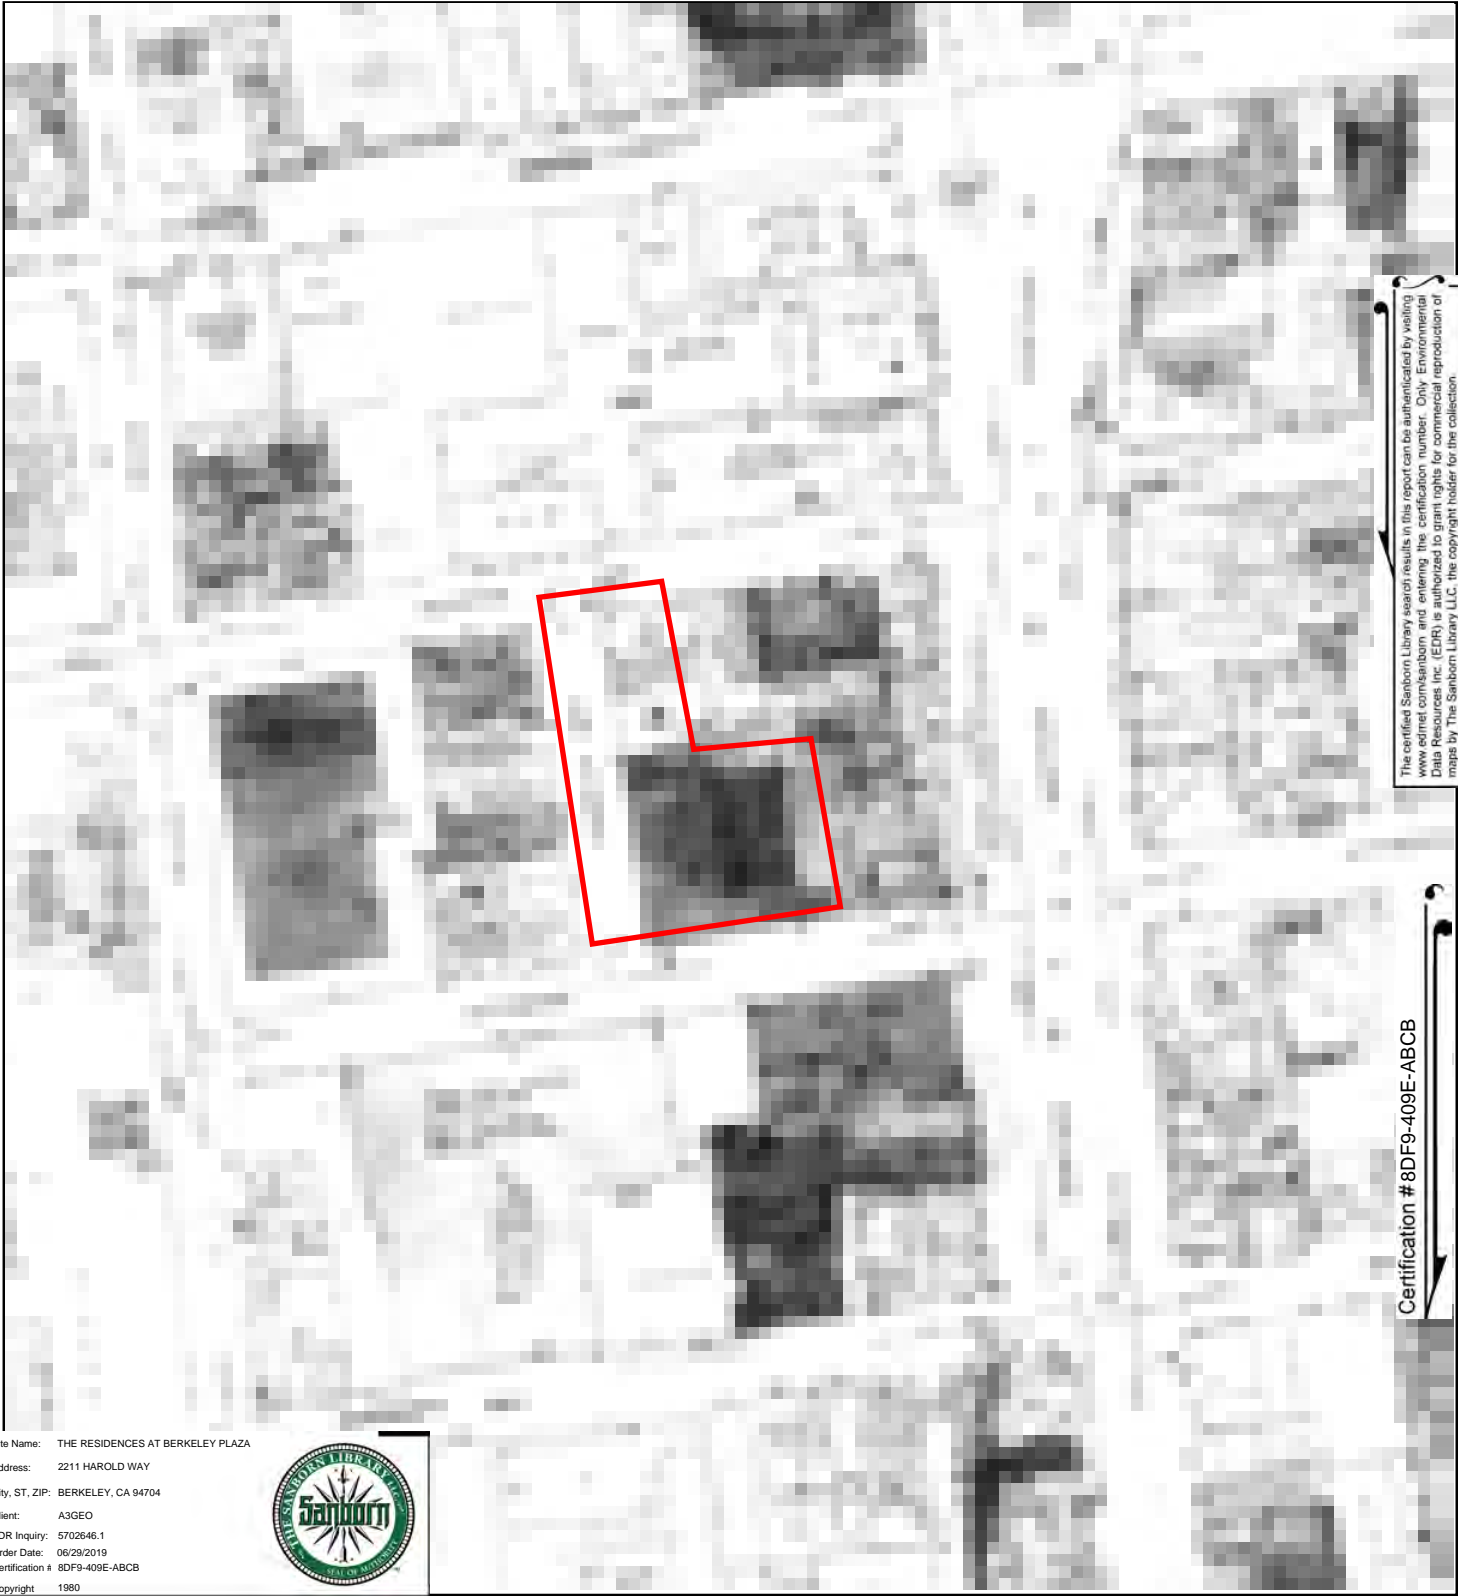 The certified Sanborn Library search results in this report can be authenticated by visiting
www.edrnet.com/sanborn and entering the certification number. Only Environmental
Data Resources Inc. (EDR) is authorized to grant rights for commercial reproduction of
maps by The Sanborn Library LLC, the copyright holder for the collection.
Certification # 8DF9-409E-ABCB
te Name: THE RESIDENCES AT BERKELEY PLAZA
ddress: 2211 HAROLD WAY
ity, ST, ZIP: BERKELEY, CA 94704
lient: A3GEO
DR Inquiry: 5702646.1
rder Date: 06/29/2019
ertification # 8DF9-409E-ABCB
opyright 1980
THE SANBORN LIBRARY, LLC
Sanborn
SEAL OF AUTHORITY